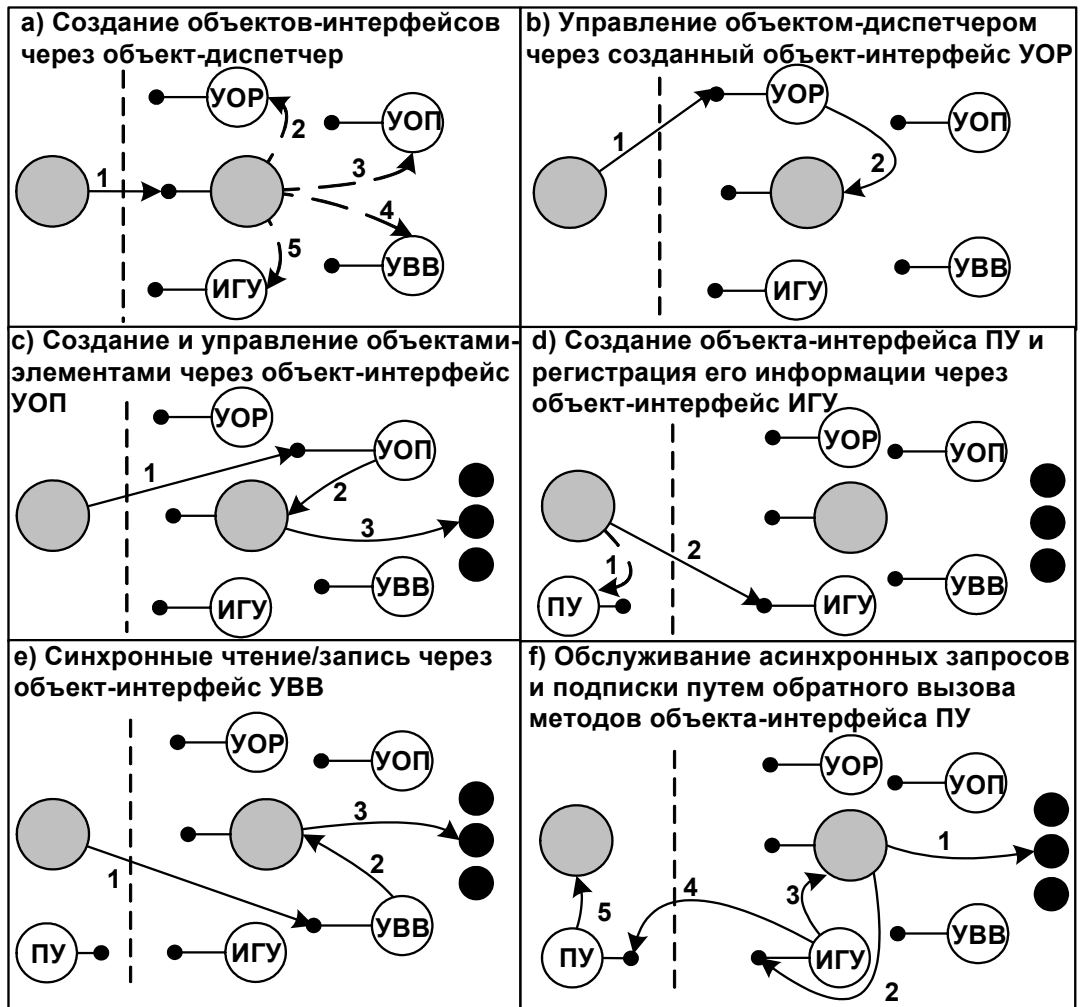 a) Создание объектов-интерфейсов
через объект-диспетчер
УОР
УОП
2
3
1
4
5
УВВ
ИГУ
b) Управление объектом-диспетчером
через созданный объект-интерфейс УОР
УОР
УОП
1
2
УВВ
ИГУ
c) Создание и управление объектами-
элементами через объект-интерфейс
УОП
УОР
УОП
1
2
3
УВВ
ИГУ
d) Создание объекта-интерфейса ПУ и
регистрация его информации через
объект-интерфейс ИГУ
УОР
УОП
2
1
УВВ
ПУ
ИГУ
e) Синхронные чтение/запись через
объект-интерфейс УВВ
УОР
УОП
3
2
1
УВВ
ПУ
ИГУ
f) Обслуживание асинхронных запросов
и подписки путем обратного вызова
методов объекта-интерфейса ПУ
УОР
УОП
1
4
3
5
УВВ
ПУ
ИГУ
2